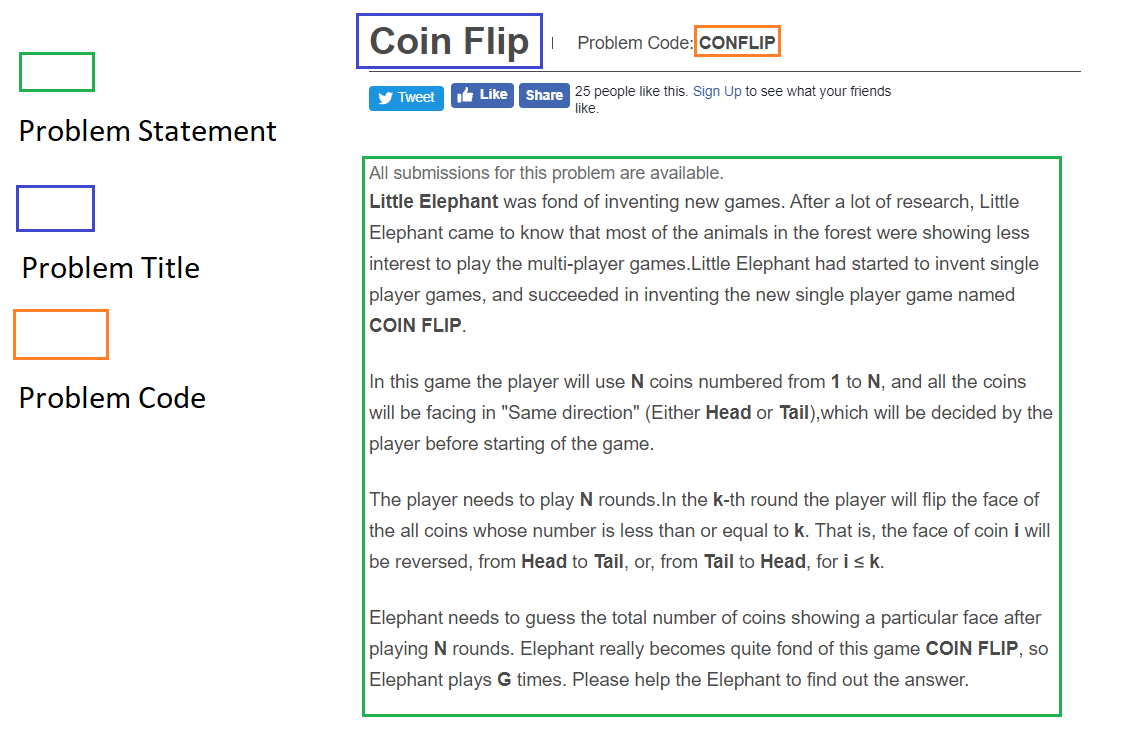 Problem Statement
Problem Title
Problem Code
Coin Flip | Problem Code:CONFLIP
Tweet Like Share 25 people like this. Sign Up to see what your friends
like.
All submissions for this problem are available.
Little Elephant was fond of inventing new games. After a lot of research, Little
Elephant came to know that most of the animals in the forest were showing less
interest to play the multi-player games.Little Elephant had started to invent single
player games, and succeeded in inventing the new single player game named
COIN FLIP.
In this game the player will use N coins numbered from 1 to N, and all the coins
will be facing in "Same direction" (Either Head or Tail),which will be decided by the
player before starting of the game.
The player needs to play N rounds.In the k-th round the player will flip the face of
the all coins whose number is less than or equal to k. That is, the face of coin i will
be reversed, from Head to Tail, or, from Tail to Head, for i ≤ k.
Elephant needs to guess the total number of coins showing a particular face after
playing N rounds. Elephant really becomes quite fond of this game COIN FLIP, so
Elephant plays G times. Please help the Elephant to find out the answer.